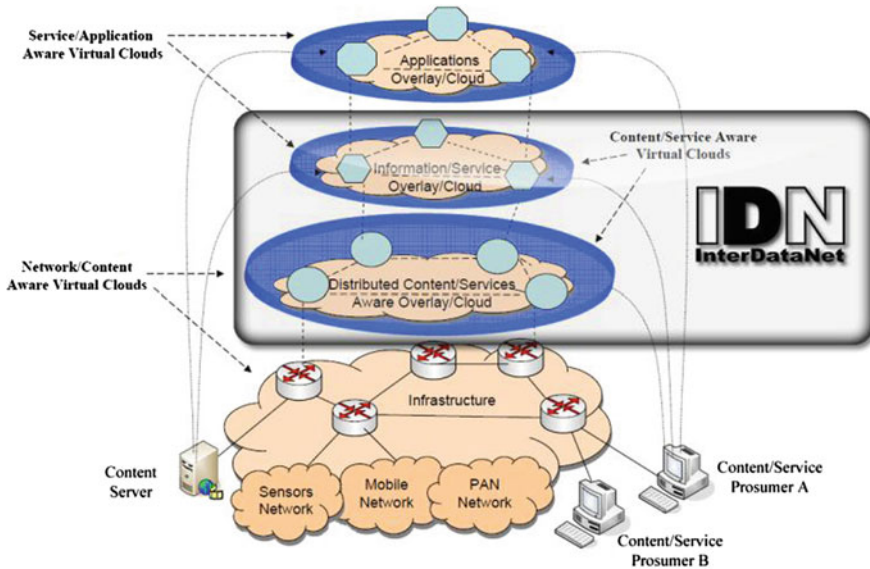 Service/Application
Aware Virtual Clouds
Applications
Overlay/Cloud
Content/Service Aware
Virtual Clouds
Information/Service
Overlay/Cloud
IDN
InterDataNet
Network/Content
Aware Virtual Clouds
Distributed Content/Services
Aware Overlay/Cloud
Infrastructure
Content
Server
Sensors
Network
Mobile
Network
PAN
Network
Content/Service
Prosumer A
Content/Service
Prosumer B